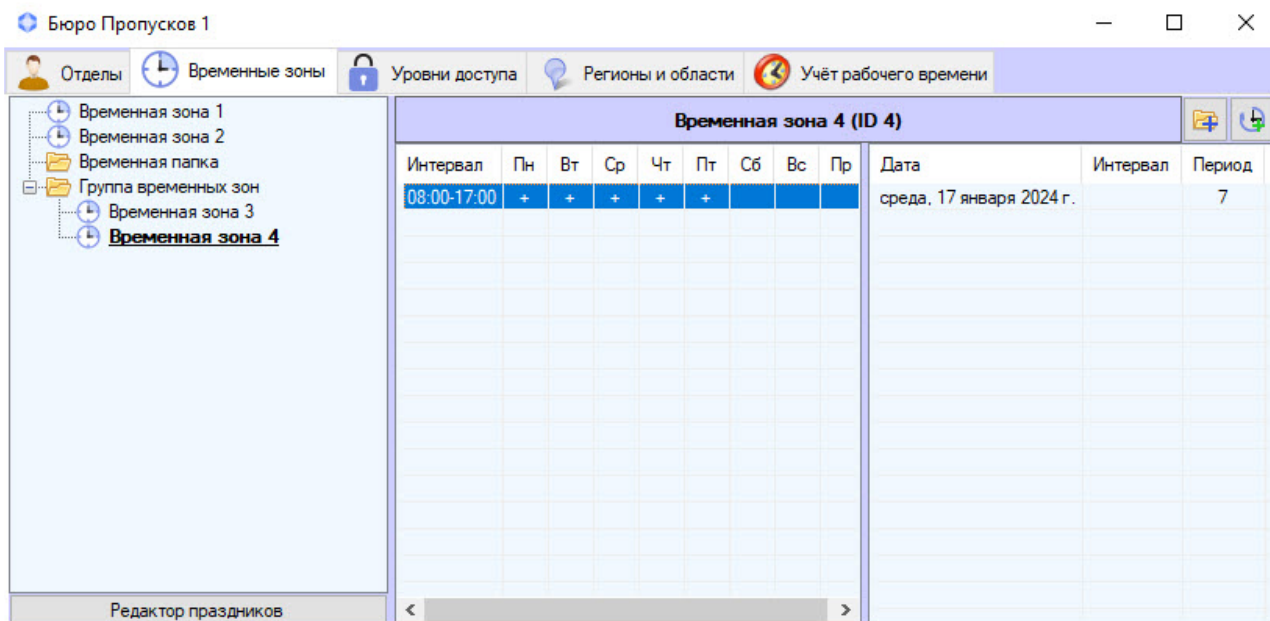 Бюро Пропусков 1
Отделы Временные зоны Уровни доступа Регионы и области Учёт рабочего времени
Временная зона 1
Временная зона 2
Временная папка
Группа временных зон
Временная зона 3
Временная зона 4
Редактор праздников
Временная зона 4 (ID 4)
Интервал Пн Вт Ср Чт Пт Сб Вс Пр
08:00-17:00 + + + + +
Дата Интервал Период
среда, 17 января 2024 г. 7